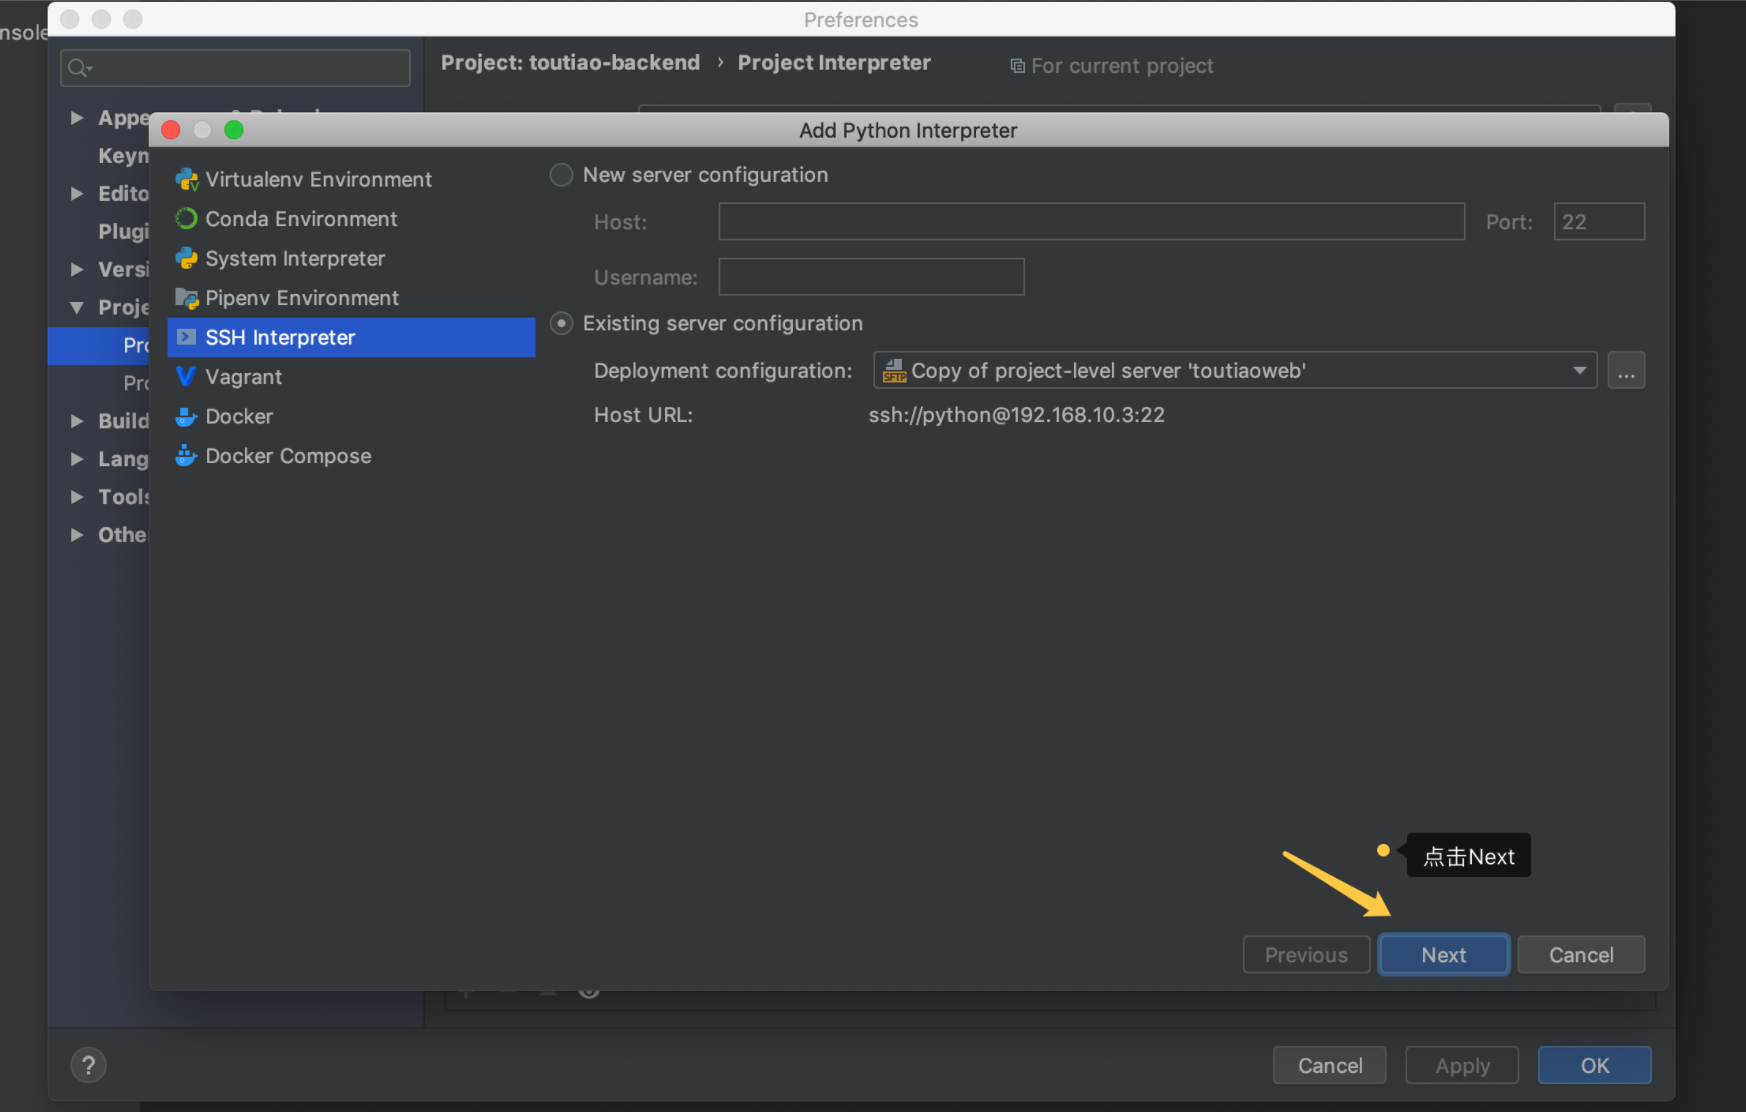 Preferences
nsole
Project: toutiao-backend › Project Interpreter
For current project
Appe
Keyn
Edito
Plugi
Versi
Proje
Pro
Pro
Build
Lang
Tools
Othe
Add Python Interpreter
Virtualenv Environment
Conda Environment
System Interpreter
Pipenv Environment
SSH Interpreter
Vagrant
Docker
Docker Compose
New server configuration
Host:
Port: 22
Username:
Existing server configuration
Deployment configuration: SFTP Copy of project-level server 'toutiaoweb' ...
Host URL: ssh://python@192.168.10.3:22
点击Next
Previous Next Cancel
? Cancel Apply OK